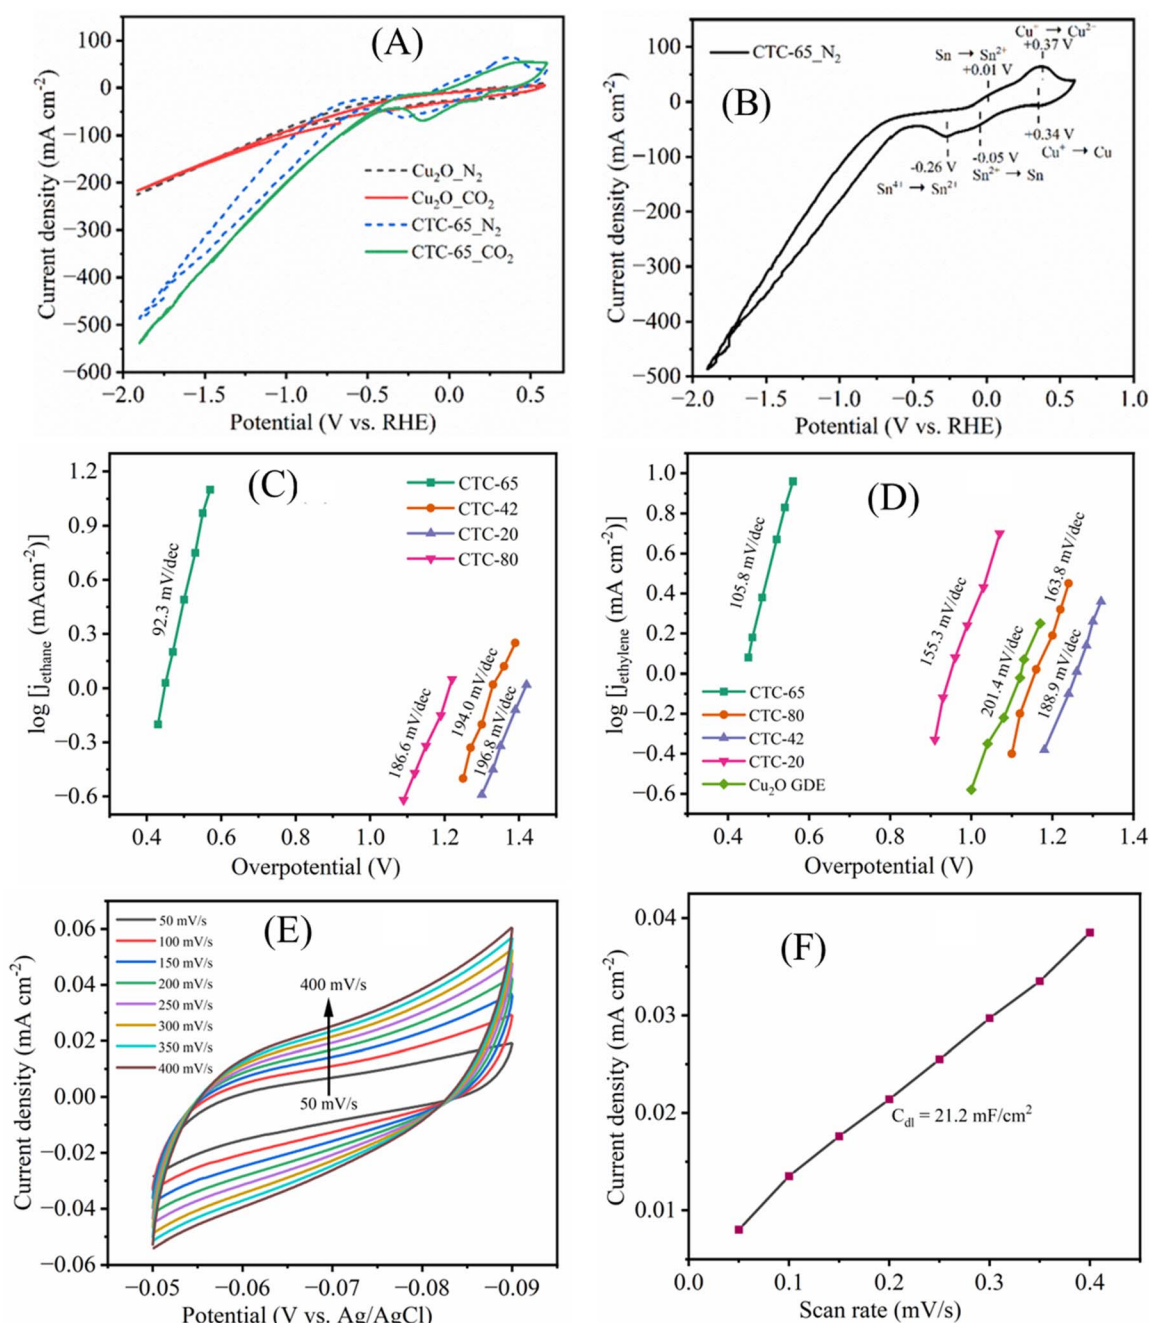 (A)
100
0
−100
−200
−300
−400
−500
−600
−2.0 −1.5 −1.0 −0.5 0.0 0.5
Current density (mA cm⁻²)
Potential (V vs. RHE)
Cu₂O_N₂
Cu₂O_CO₂
CTC-65_N₂
CTC-65_CO₂
(B)
CTC-65_N₂
Sn → Sn²⁺
+0.01 V
+0.37 V
+0.34 V
Cu⁺ → Cu
-0.26 V
-0.05 V
Sn²⁺ → Sn
100
0
−100
−200
−300
−400
−500
−2.0 −1.5 −1.0 −0.5 0.0 0.5 1.0
Current density (mA cm⁻²)
Potential (V vs. RHE)
(C)
CTC-65
CTC-42
CTC-20
CTC-80
92.3 mV/dec
186.6 mV/dec
194.0 mV/dec
196.8 mV/dec
1.2
0.9
0.6
0.3
0.0
−0.3
−0.6
0.4 0.6 0.8 1.0 1.2 1.4
log [jethane (mAcm⁻²)]
Overpotential (V)
(D)
105.8 mV/dec
155.3 mV/dec
201.4 mV/dec
163.8 mV/dec
188.9 mV/dec
CTC-65
CTC-80
CTC-42
CTC-20
Cu₂O GDE
1.0
0.8
0.6
0.4
0.2
0.0
−0.2
−0.4
−0.6
0.4 0.6 0.8 1.0 1.2 1.4
log [jethylene (mA cm⁻²)]
Overpotential (V)
(E)
50 mV/s
100 mV/s
150 mV/s
200 mV/s
250 mV/s
300 mV/s
350 mV/s
400 mV/s
400 mV/s
50 mV/s
0.06
0.04
0.02
0.00
−0.02
−0.04
−0.06
−0.05 −0.06 −0.07 −0.08 −0.09
Current density (mA cm⁻²)
Potential (V vs. Ag/AgCl)
(F)
C_dl = 21.2 mF/cm²
0.04
0.03
0.02
0.01
0.0 0.1 0.2 0.3 0.4
Current density (mA cm⁻²)
Scan rate (mV/s)